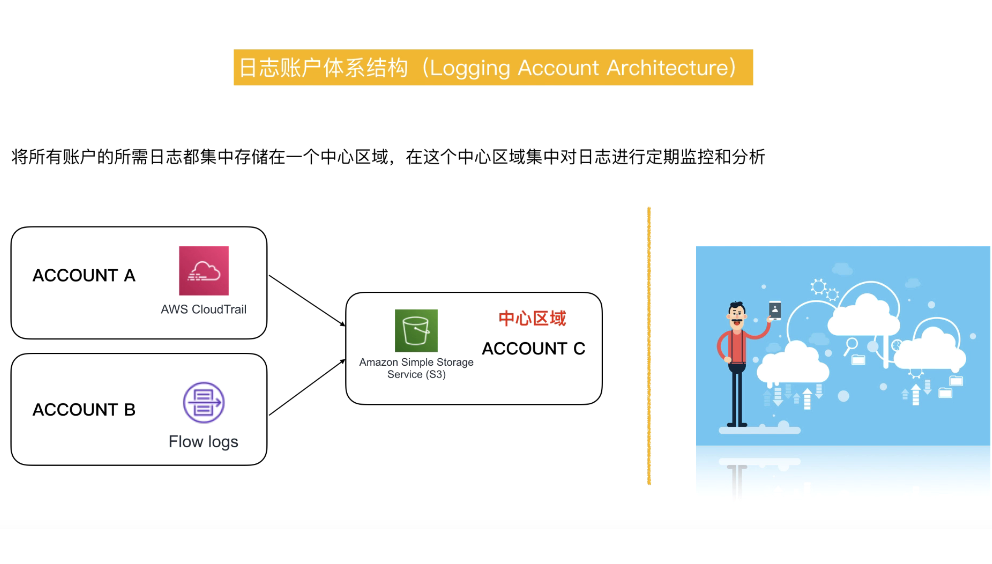 日志账户体系结构（Logging Account Architecture）
将所有账户的所需日志都集中存储在一个中心区域，在这个中心区域集中对日志进行定期监控和分析
ACCOUNT A
AWS CloudTrail
ACCOUNT B
Flow logs
中心区域
ACCOUNT C
Amazon Simple Storage
Service (S3)